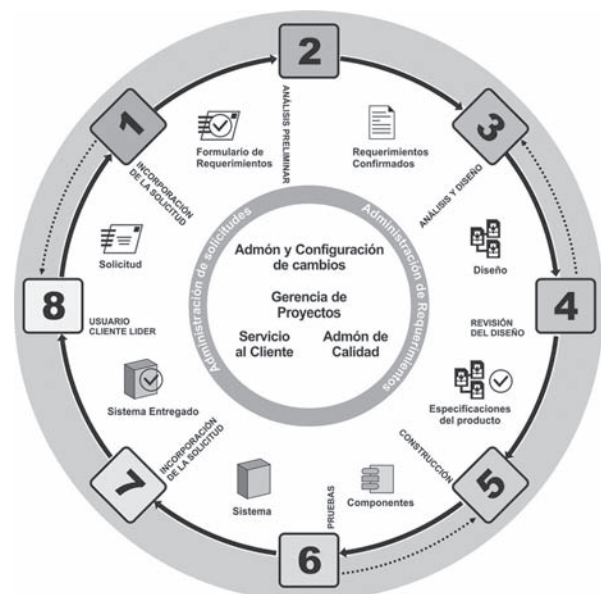 2
1
3
ANÁLISIS PRELIMINAR
Formulario de
Requerimientos
Requerimientos
Confirmados
INCORPORACIÓN
DE LA SOLICITUD
ANÁLISIS Y DISEÑO
Administración de solicitudes
Administración de Requerimientos
Solicitud
Admón y Configuración
de cambios
Diseño
Gerencia de
Proyectos
8
4
USUARIO
CLIENTE LIDER
REVISIÓN
DEL DISEÑO
Servicio
al Cliente
Admón de
Calidad
Sistema Entregado
Especificaciones
del producto
INCORPORACIÓN
DE LA SOLICITUD
CONSTRUCCIÓN
7
5
Sistema
PRUEBAS
Componentes
6